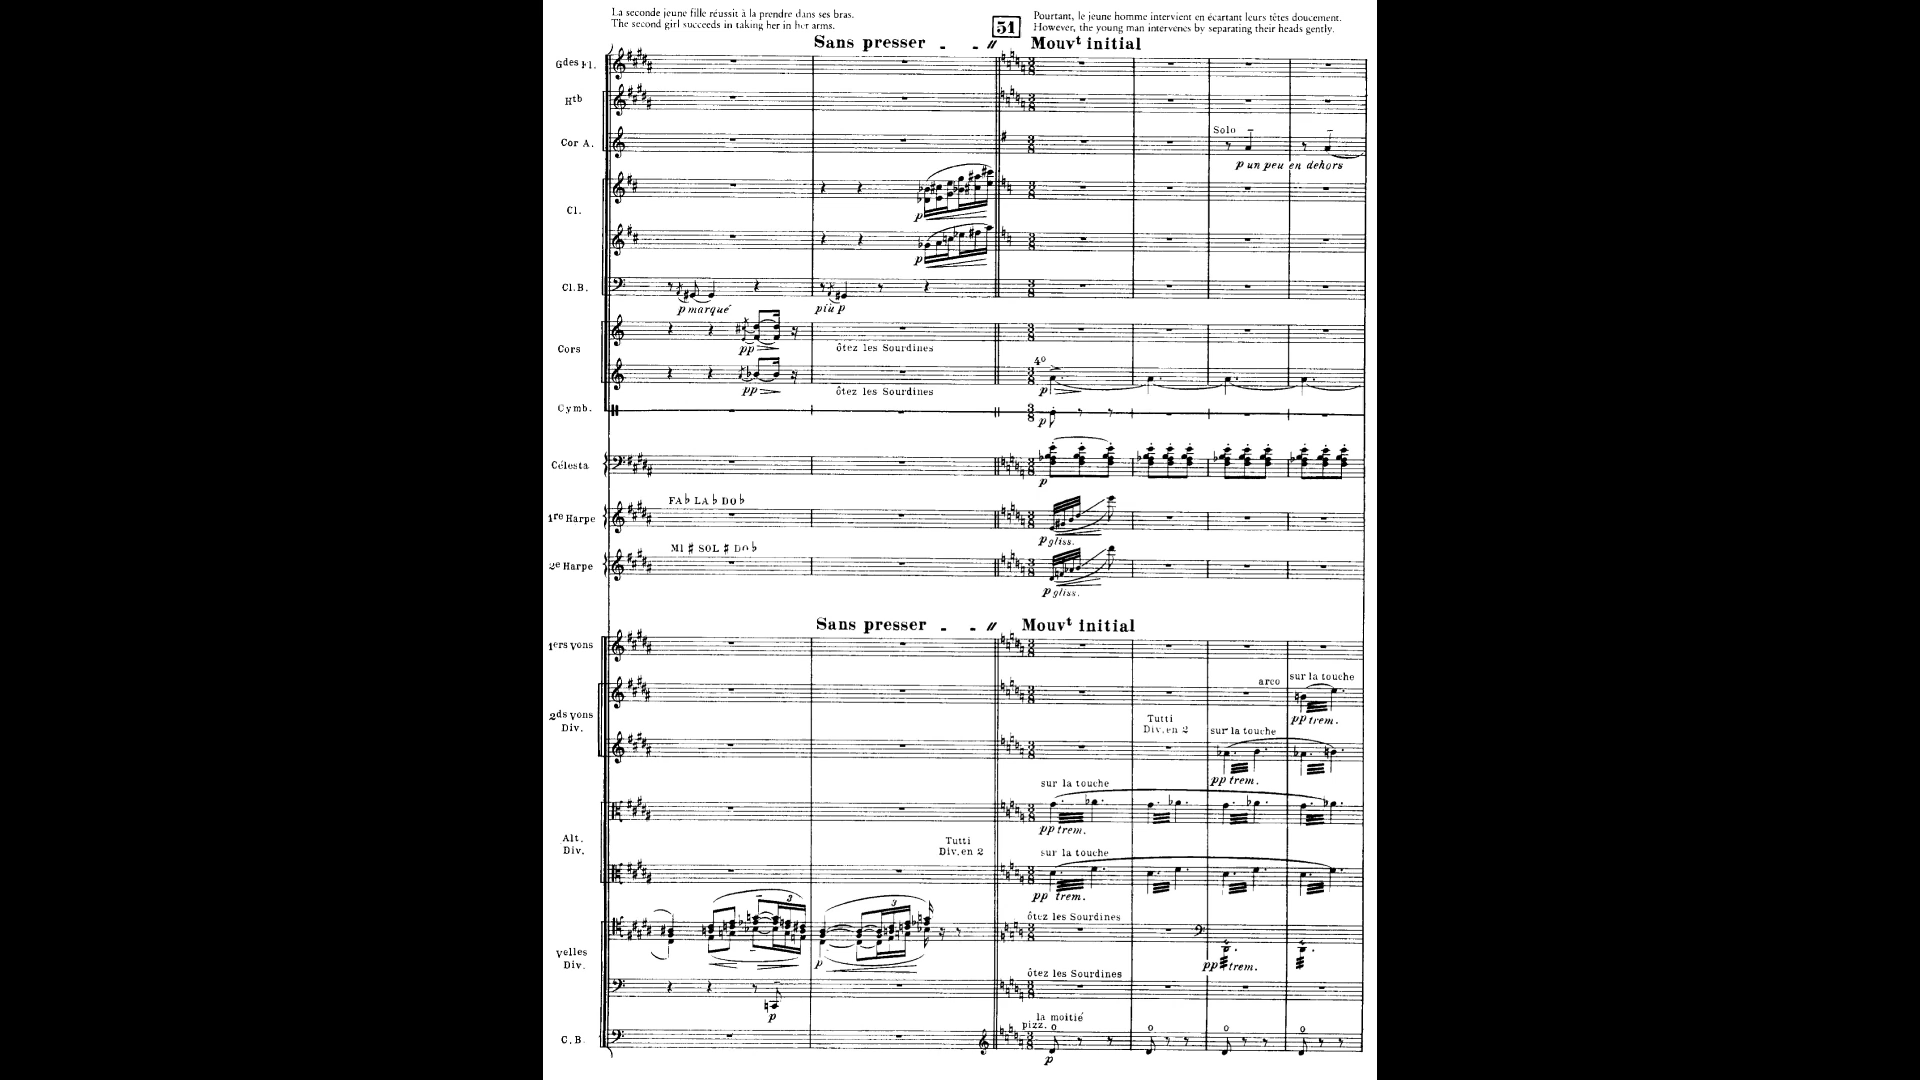 La seconde jeune fille réussit à la prendre dans ses bras.
The second girl succeeds in taking her in her arms.
51
Pourtant, le jeune homme intervient en écartant leurs têtes doucement.
However, the young man intervenes by separating their heads gently.
Sans presser - - //
Mouvt initial
Gdes Fl.
Htb
Cor A.
Solo
p un peu en dehors
Cl.
p
p
Cl.B.
p marqué
più p
Cors
pp
ôtez les Sourdines
4º
pp
ôtez les Sourdines
p
Cymb.
p
Célesta
p
FA♭ LA♭ DO♭
1re Harpe
p gliss.
MI♯ SOL♯ DO♭
2e Harpe
p gliss.
Sans presser - - //
Mouvt initial
1ers Vons
arco
sur la touche
2ds Vons
Div.
pp trem.
Tutti
Div. en 2
sur la touche
pp trem.
sur la touche
pp trem.
Alt.
Div.
Tutti
Div. en 2
sur la touche
pp trem.
3
3
ôtez les Sourdines
Velles
Div.
p
pp trem.
ôtez les Sourdines
p
la moitié
pizz.
C.B.
p